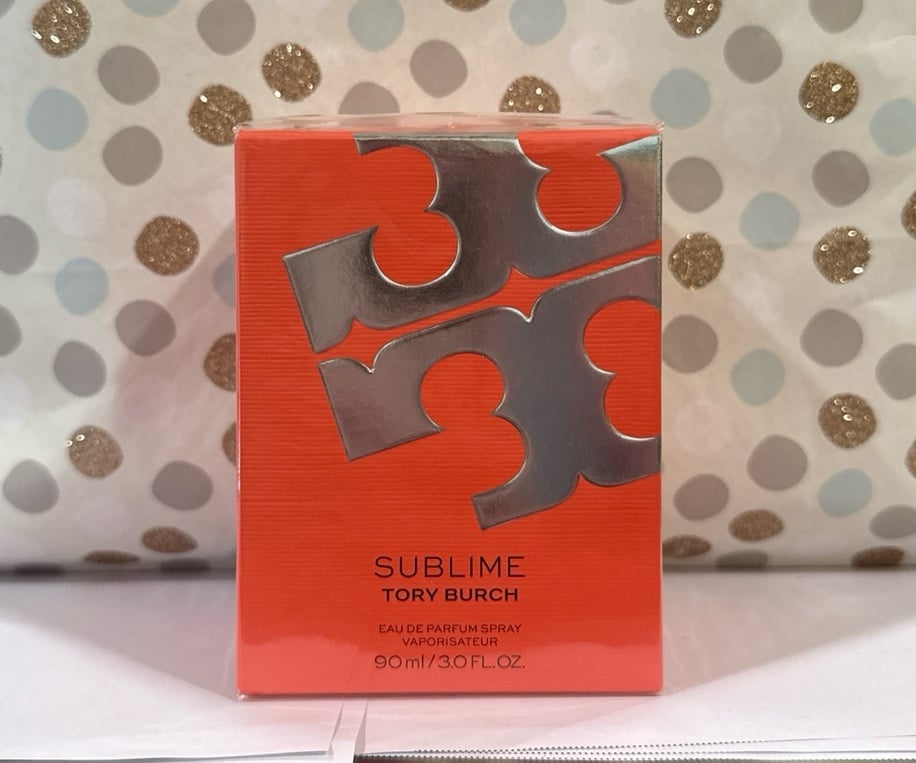 SUBLIME
TORY BURCH
EAU DE PARFUM SPRAY
VAPORISATEUR
90 ml / 3.0 FL. OZ.